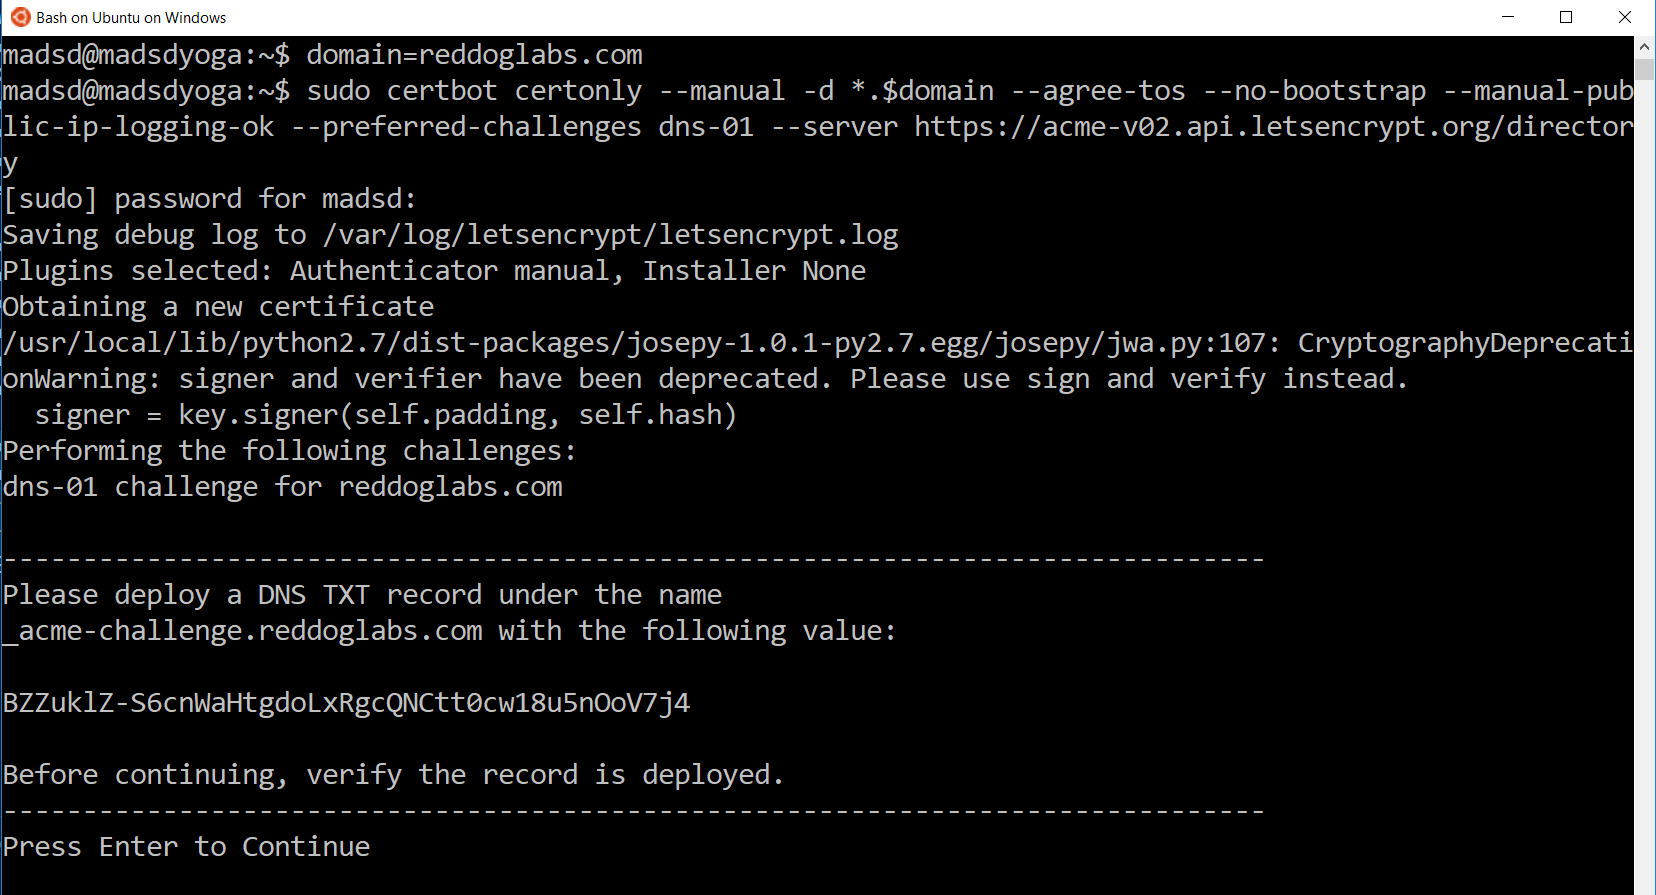 Bash on Ubuntu on Windows
madsd@madsdyoga:~$ domain=reddoglabs.com
madsd@madsdyoga:~$ sudo certbot certonly --manual -d *.$domain --agree-tos --no-bootstrap --manual-pub
lic-ip-logging-ok --preferred-challenges dns-01 --server https://acme-v02.api.letsencrypt.org/director
y
[sudo] password for madsd:
Saving debug log to /var/log/letsencrypt/letsencrypt.log
Plugins selected: Authenticator manual, Installer None
Obtaining a new certificate
/usr/local/lib/python2.7/dist-packages/josepy-1.0.1-py2.7.egg/josepy/jwa.py:107: CryptographyDeprecati
onWarning: signer and verifier have been deprecated. Please use sign and verify instead.
  signer = key.signer(self.padding, self.hash)
Performing the following challenges:
dns-01 challenge for reddoglabs.com

-------------------------------------------------------------------------------
Please deploy a DNS TXT record under the name
_acme-challenge.reddoglabs.com with the following value:

BZZuklZ-S6cnWaHtgdoLxRgcQNCtt0cw18u5nOoV7j4

Before continuing, verify the record is deployed.
-------------------------------------------------------------------------------
Press Enter to Continue